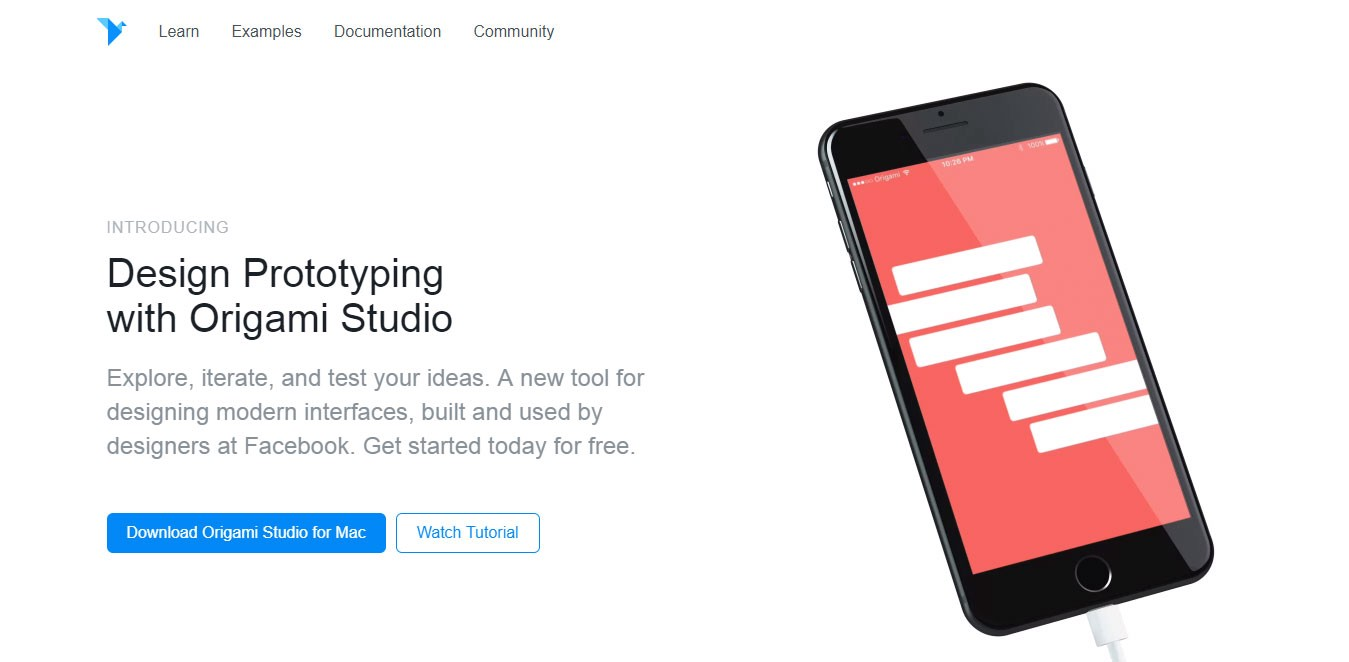 Learn Examples Documentation Community
INTRODUCING
Design Prototyping
with Origami Studio
Explore, iterate, and test your ideas. A new tool for
designing modern interfaces, built and used by
designers at Facebook. Get started today for free.
Download Origami Studio for Mac Watch Tutorial
Origami 10:26 PM 100%